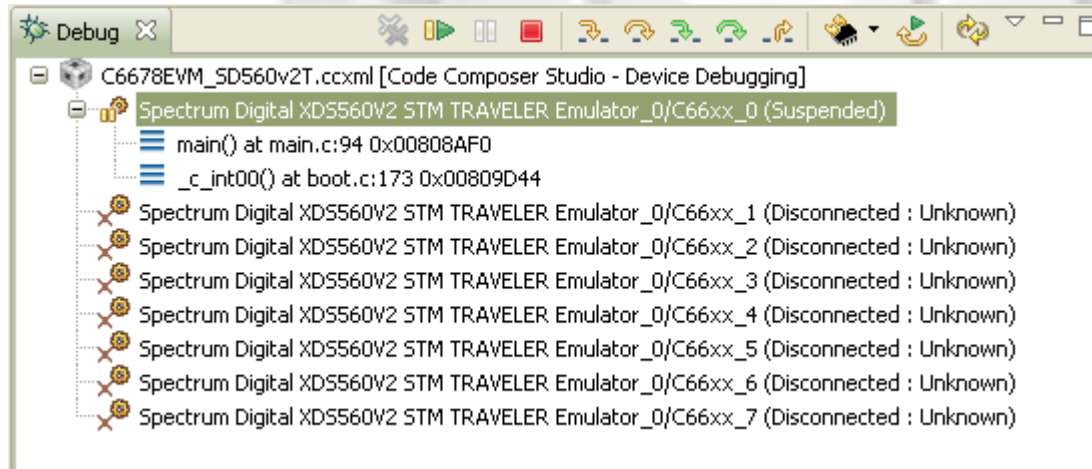 Debug
C6678EVM_SD560v2T.ccxml [Code Composer Studio - Device Debugging]
Spectrum Digital XDS560V2 STM TRAVELER Emulator_0/C66xx_0 (Suspended)
main() at main.c:94 0x00808AF0
_c_int00() at boot.c:173 0x00809D44
Spectrum Digital XDS560V2 STM TRAVELER Emulator_0/C66xx_1 (Disconnected : Unknown)
Spectrum Digital XDS560V2 STM TRAVELER Emulator_0/C66xx_2 (Disconnected : Unknown)
Spectrum Digital XDS560V2 STM TRAVELER Emulator_0/C66xx_3 (Disconnected : Unknown)
Spectrum Digital XDS560V2 STM TRAVELER Emulator_0/C66xx_4 (Disconnected : Unknown)
Spectrum Digital XDS560V2 STM TRAVELER Emulator_0/C66xx_5 (Disconnected : Unknown)
Spectrum Digital XDS560V2 STM TRAVELER Emulator_0/C66xx_6 (Disconnected : Unknown)
Spectrum Digital XDS560V2 STM TRAVELER Emulator_0/C66xx_7 (Disconnected : Unknown)